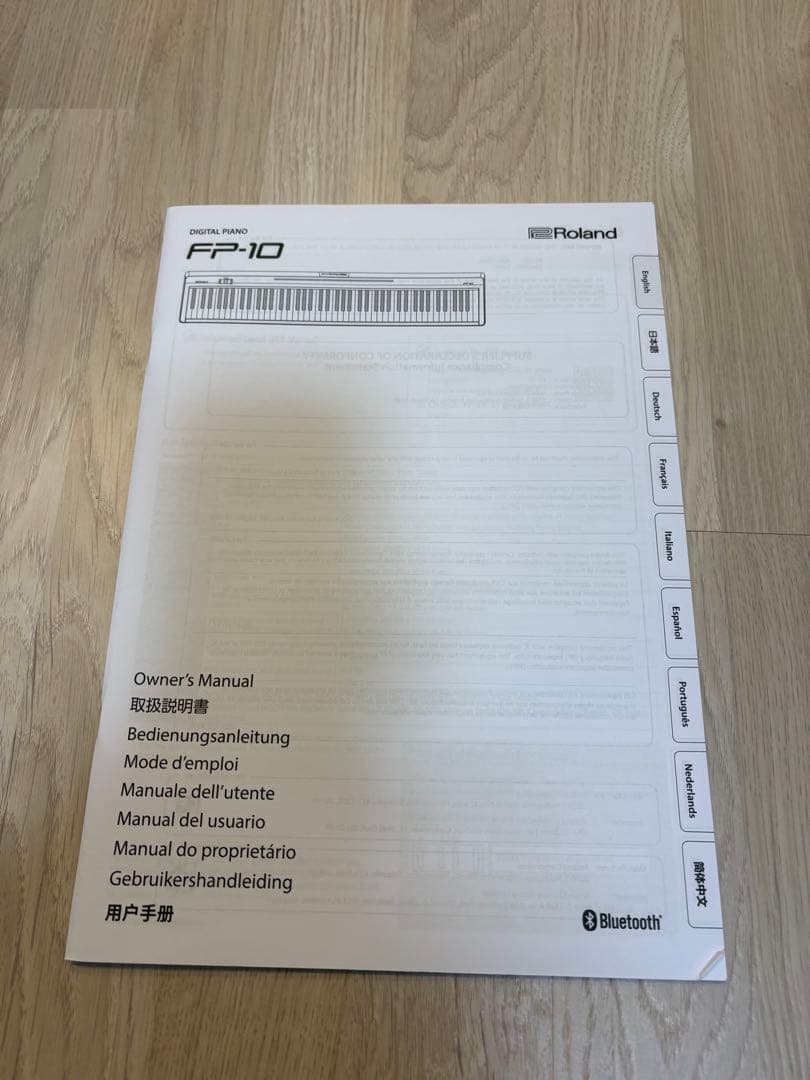 DIGITAL PIANO
FP-10
Roland
English
日本語
Deutsch
Français
Italiano
Español
Português
Nederlands
简体中文
Owner's Manual
取扱説明書
Bedienungsanleitung
Mode d'emploi
Manuale dell'utente
Manual del usuario
Manual do proprietário
Gebruikershandleiding
用户手册
Bluetooth®